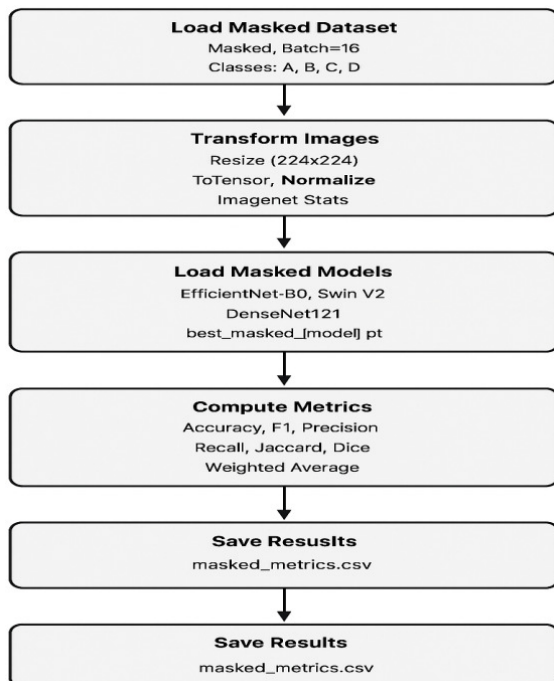 Load Masked Dataset
Masked, Batch=16
Classes: A, B, C, D
Transform Images
Resize (224x224)
ToTensor, Normalize
Imagenet Stats
Load Masked Models
EfficientNet-B0, Swin V2
DenseNet121
best_masked_[model] pt
Compute Metrics
Accuracy, F1, Precision
Recall, Jaccard, Dice
Weighted Average
Save ResusIts
masked_metrics.csv
Save Results
masked_metrics.csv